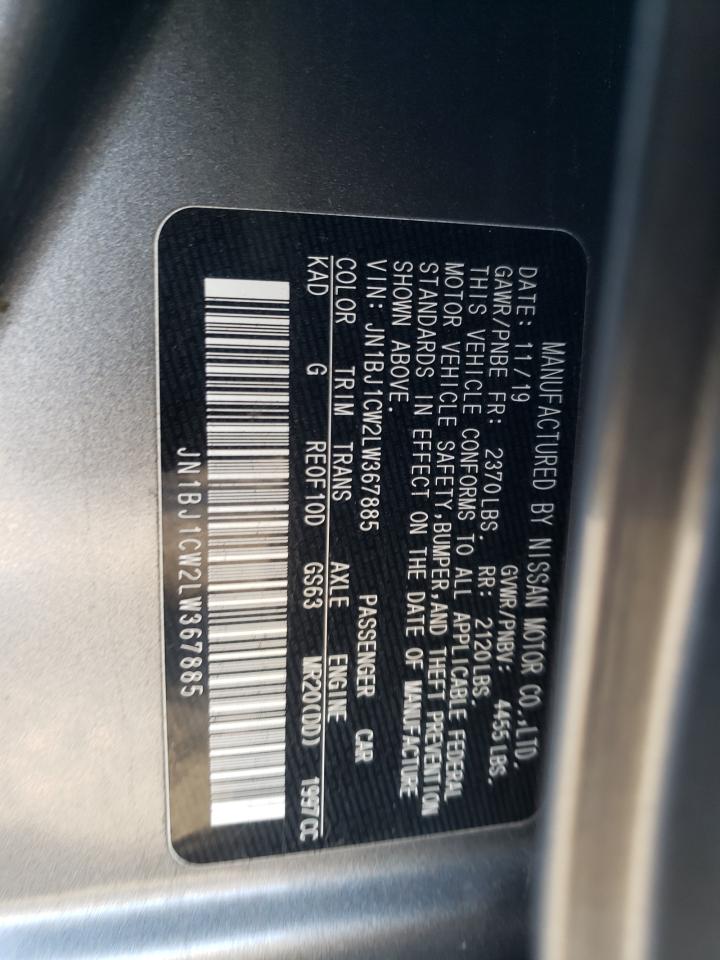 MANUFACTURED BY NISSAN MOTOR CO.,LTD.
DATE: 11/19 GVWR/PNBV: 4455 LBS.
GAWR/PNBE FR: 2370LBS. RR: 2120LBS.
THIS VEHICLE CONFORMS TO ALL APPLICABLE FEDERAL
MOTOR VEHICLE SAFETY,BUMPER,AND THEFT PREVENTION
STANDARDS IN EFFECT ON THE DATE OF MANUFACTURE
SHOWN ABOVE.
VIN: JN1BJ1CW2LW367885 PASSENGER CAR
COLOR TRIM TRANS AXLE ENGINE
KAD G RE0F10D GS63 MR20(DD) 1997CC
JN1BJ1CW2LW367885